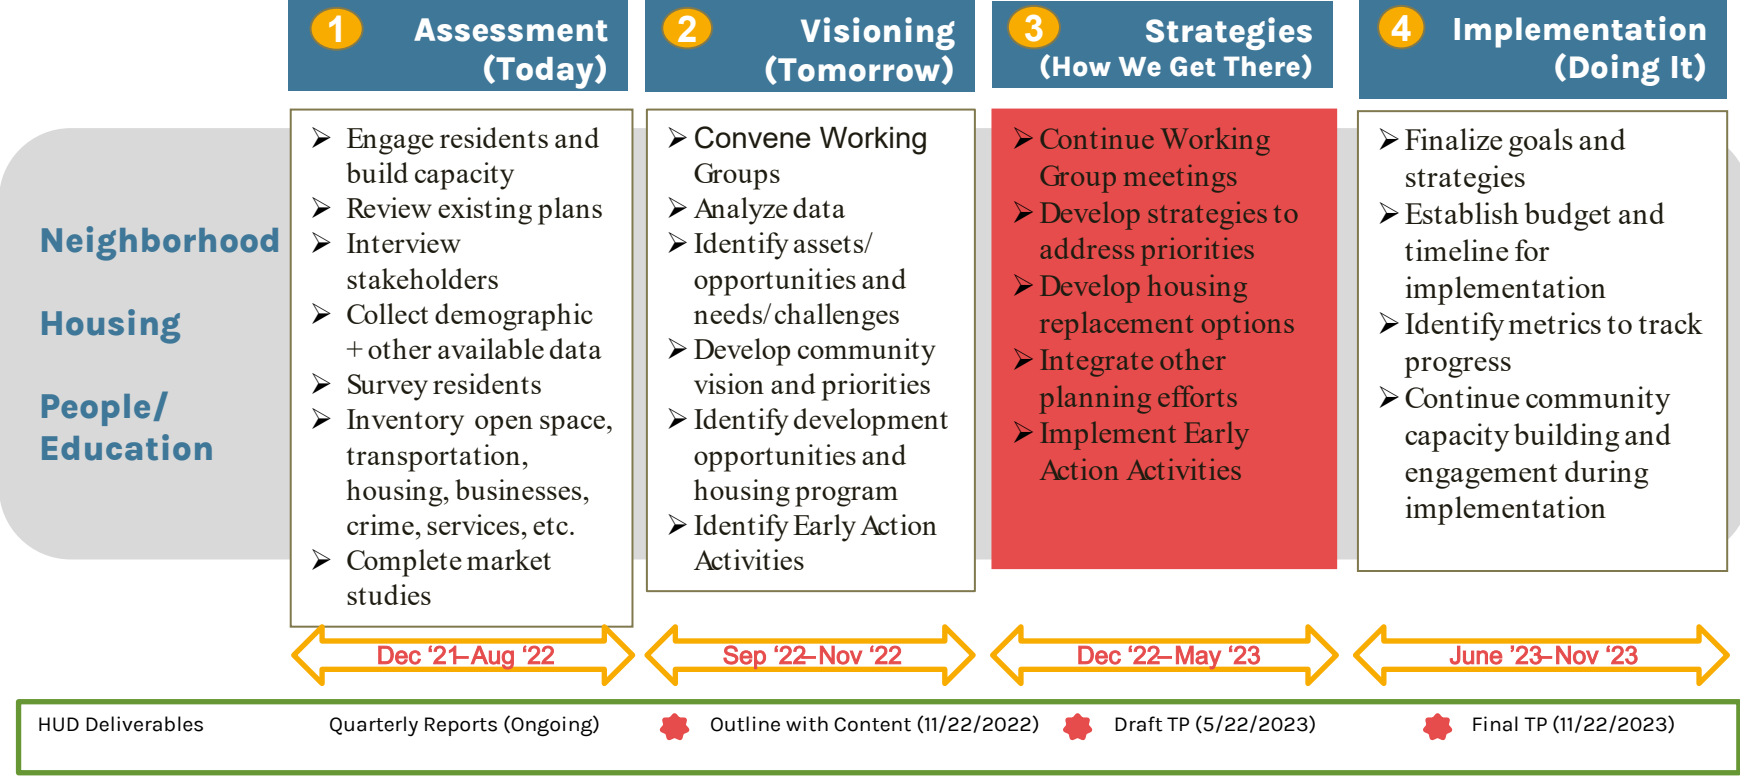 1 Assessment
(Today)
2 Visioning
(Tomorrow)
3 Strategies
(How We Get There)
4 Implementation
(Doing It)
Neighborhood
Housing
People/
Education
➢ Engage residents and
build capacity
➢ Review existing plans
➢ Interview
stakeholders
➢ Collect demographic
+ other available data
➢ Survey residents
➢ Inventory open space,
transportation,
housing, businesses,
crime, services, etc.
➢ Complete market
studies
➢ Convene Working
Groups
➢ Analyze data
➢ Identify assets/
opportunities and
needs/challenges
➢ Develop community
vision and priorities
➢ Identify development
opportunities and
housing program
➢ Identify Early Action
Activities
➢ Continue Working
Group meetings
➢ Develop strategies to
address priorities
➢ Develop housing
replacement options
➢ Integrate other
planning efforts
➢ Implement Early
Action Activities
➢ Finalize goals and
strategies
➢ Establish budget and
timeline for
implementation
➢ Identify metrics to track
progress
➢ Continue community
capacity building and
engagement during
implementation
Dec ‘21–Aug ‘22
Sep ‘22–Nov ‘22
Dec ‘22–May ‘23
June ’23–Nov ‘23
HUD Deliverables
Quarterly Reports (Ongoing)
Outline with Content (11/22/2022)
Draft TP (5/22/2023)
Final TP (11/22/2023)